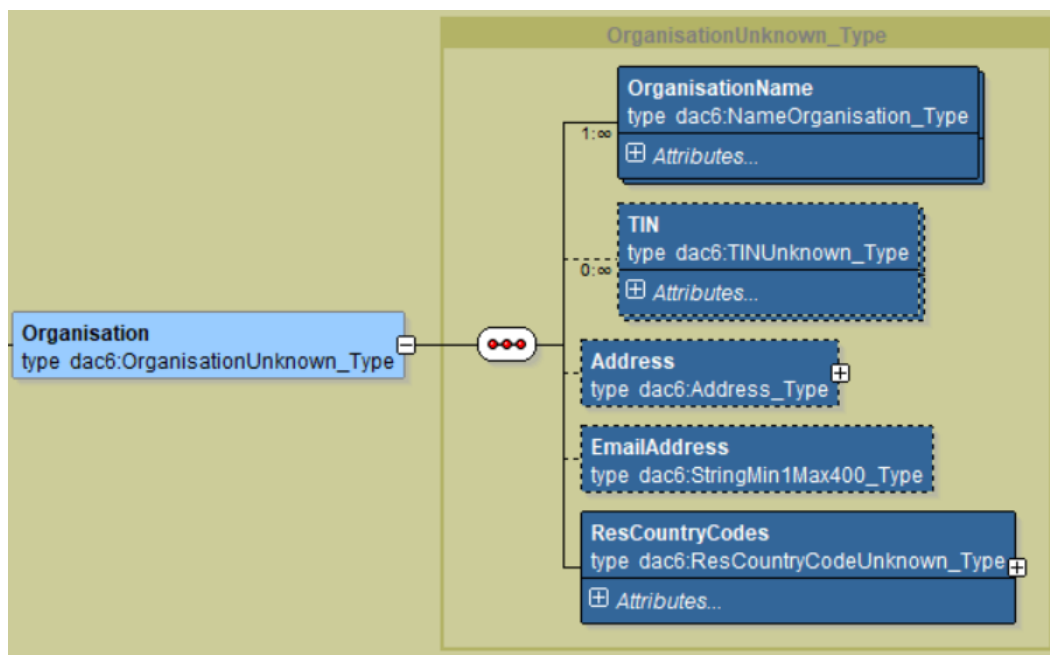 OrganisationUnknown_Type
OrganisationName
type dac6:NameOrganisation_Type
1:∞
Attributes...
TIN
type dac6:TINUnknown_Type
0:∞
Attributes...
Organisation
type dac6:OrganisationUnknown_Type
Address
type dac6:Address_Type
EmailAddress
type dac6:StringMin1Max400_Type
ResCountryCodes
type dac6:ResCountryCodeUnknown_Type
Attributes...